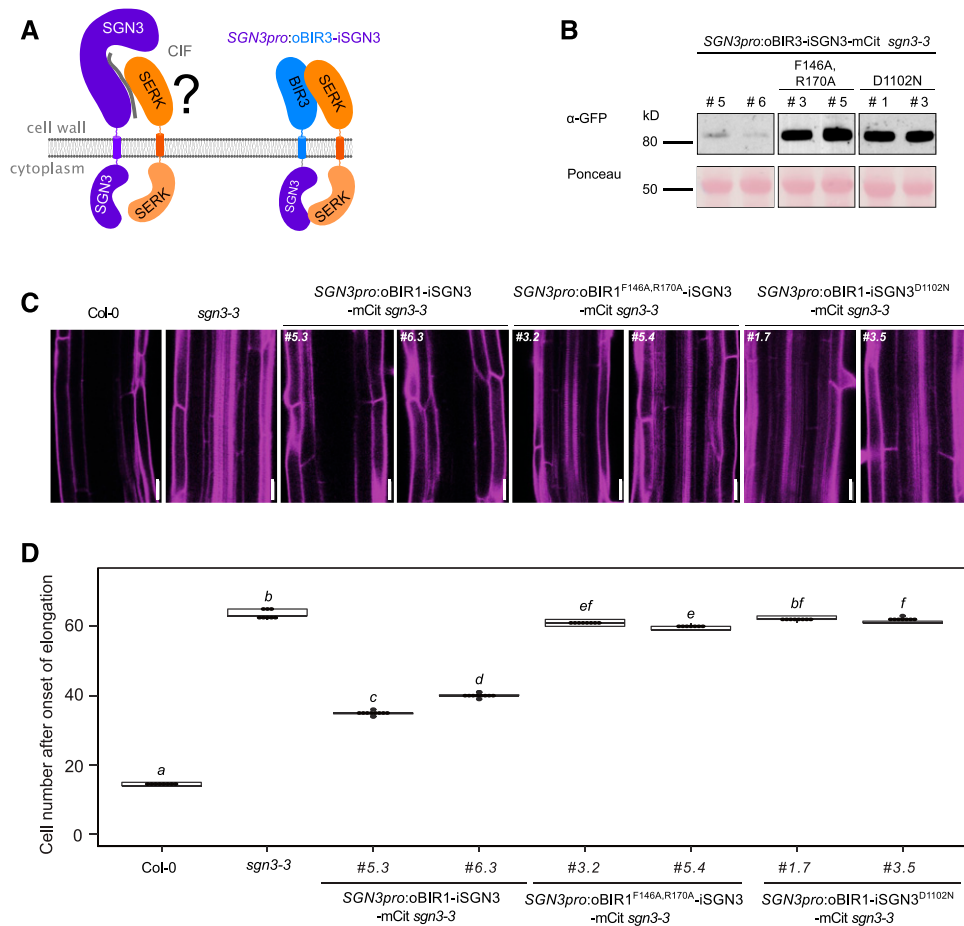 A
SGN3
CIF
SERK
?
cell wall
cytoplasm
SGN3
SERK
SGN3pro:oBIR3-iSGN3
BIR3
SERK
SGN3
SERK
B
SGN3pro:oBIR3-iSGN3-mCit sgn3-3
F146A,
R170A
D1102N
# 5 # 6 # 3 # 5 # 1 # 3
α-GFP
kD
80
Ponceau
50
C
Col-0
sgn3-3
SGN3pro:oBIR1-iSGN3
-mCit sgn3-3
SGN3pro:oBIR1F146A,R170A-iSGN3
-mCit sgn3-3
SGN3pro:oBIR1-iSGN3D1102N
-mCit sgn3-3
#5.3 #6.3 #3.2 #5.4 #1.7 #3.5
D
Cell number after onset of elongation
60
40
20
0
a
b
c
d
ef
e
bf
f
Col-0 sgn3-3 #5.3 #6.3 #3.2 #5.4 #1.7 #3.5
SGN3pro:oBIR1-iSGN3
-mCit sgn3-3
SGN3pro:oBIR1F146A,R170A-iSGN3
-mCit sgn3-3
SGN3pro:oBIR1-iSGN3D1102N
-mCit sgn3-3